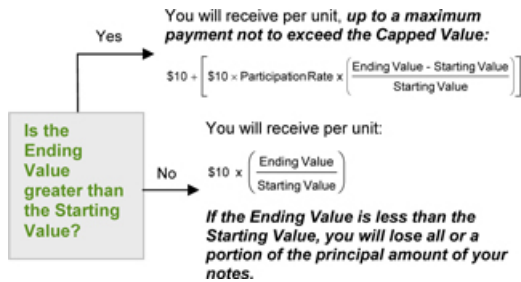 You will receive per unit, up to a maximum
payment not to exceed the Capped Value:
Yes
$10 + [ $10 × Participation Rate x ( Ending Value - Starting Value / Starting Value ) ]
Is the
Ending
Value
greater than
the Starting
Value?
No
You will receive per unit:
$10 x ( Ending Value / Starting Value )
If the Ending Value is less than the
Starting Value, you will lose all or a
portion of the principal amount of your
notes.